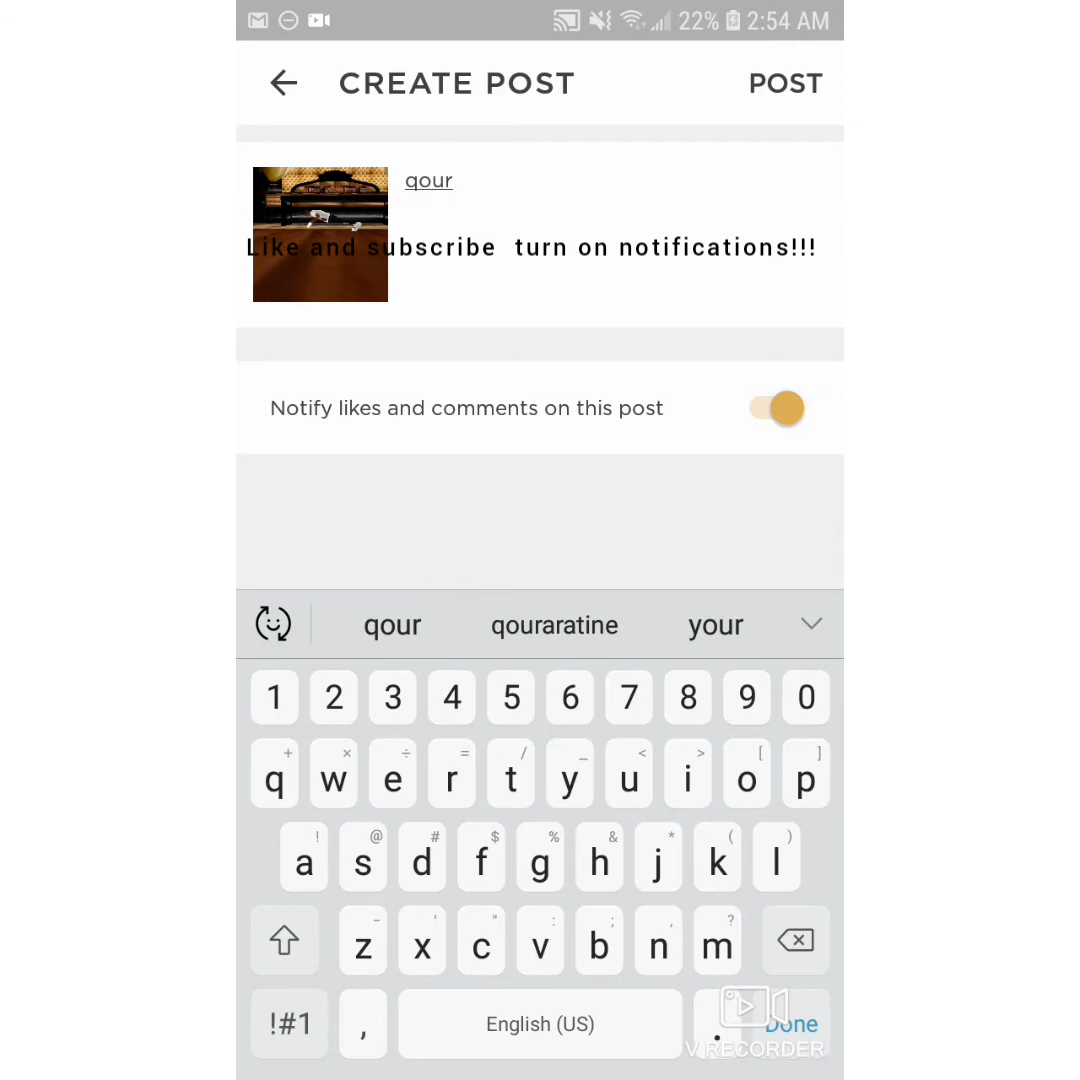 22% 2:54 AM
CREATE POST POST
qour
Like and subscribe turn on notifications!!!
Notify likes and comments on this post
qour qouraratine your
1 2 3 4 5 6 7 8 9 0
+ × ÷ = / _ < > [ ]
q w e r t y u i o p
! @ # $ % & * ( )
a s d f g h j k l
- ' " : ; , ?
z x c v b n m
!#1 , English (US) . Done
V RECORDER